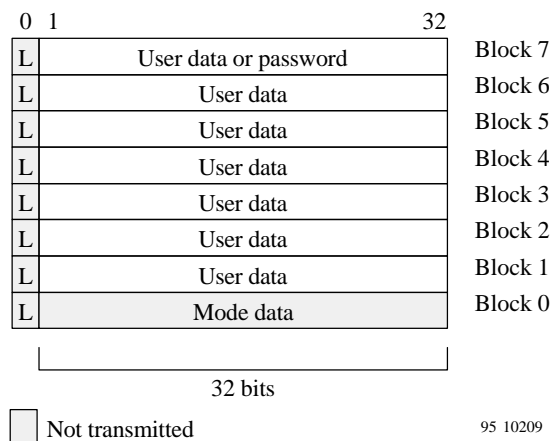 0 1 32
L User data or password Block 7
L User data Block 6
L User data Block 5
L User data Block 4
L User data Block 3
L User data Block 2
L User data Block 1
L Mode data Block 0
32 bits
Not transmitted 95 10209